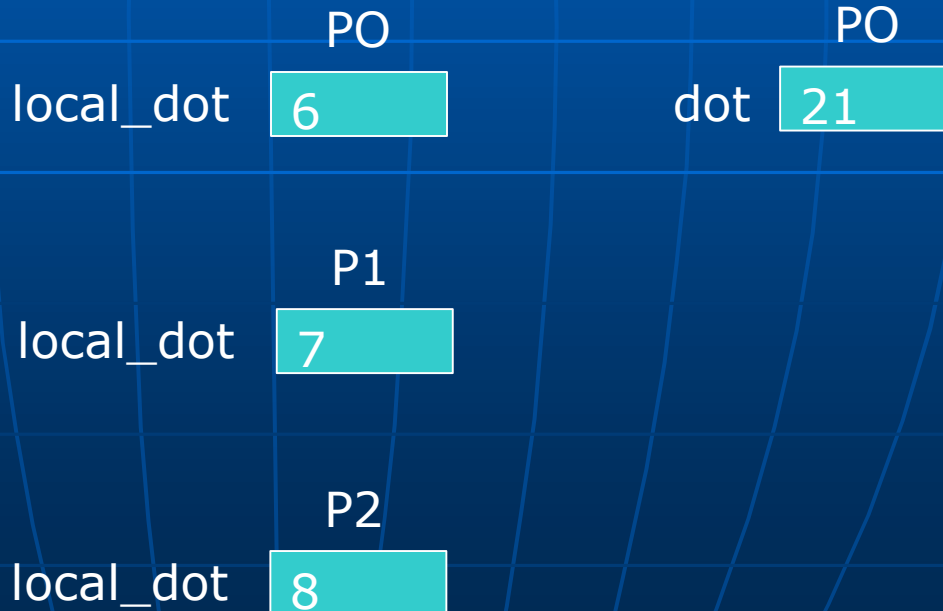 PO
PO
local_dot 6
dot 21
P1
local_dot 7
P2
local_dot 8